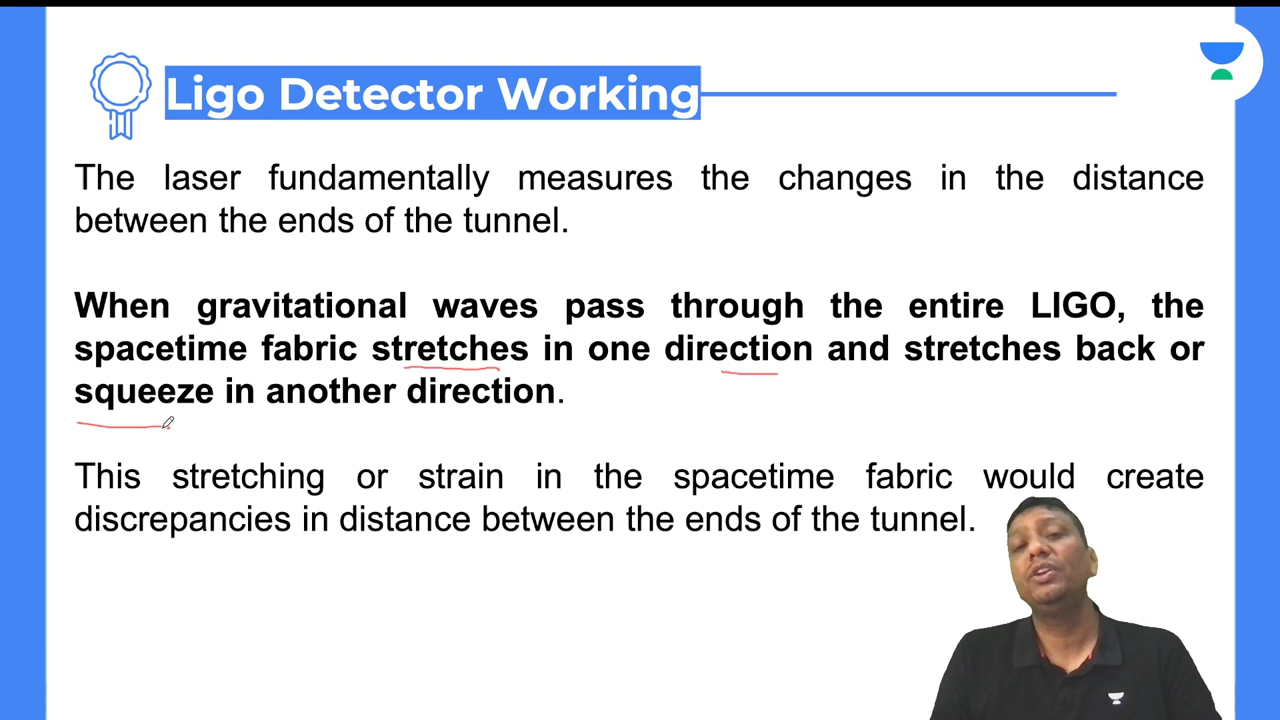 Ligo Detector Working
The laser fundamentally measures the changes in the distance
between the ends of the tunnel.
When gravitational waves pass through the entire LIGO, the
spacetime fabric stretches in one direction and stretches back or
squeeze in another direction.
This stretching or strain in the spacetime fabric would create
discrepancies in distance between the ends of the tunnel.